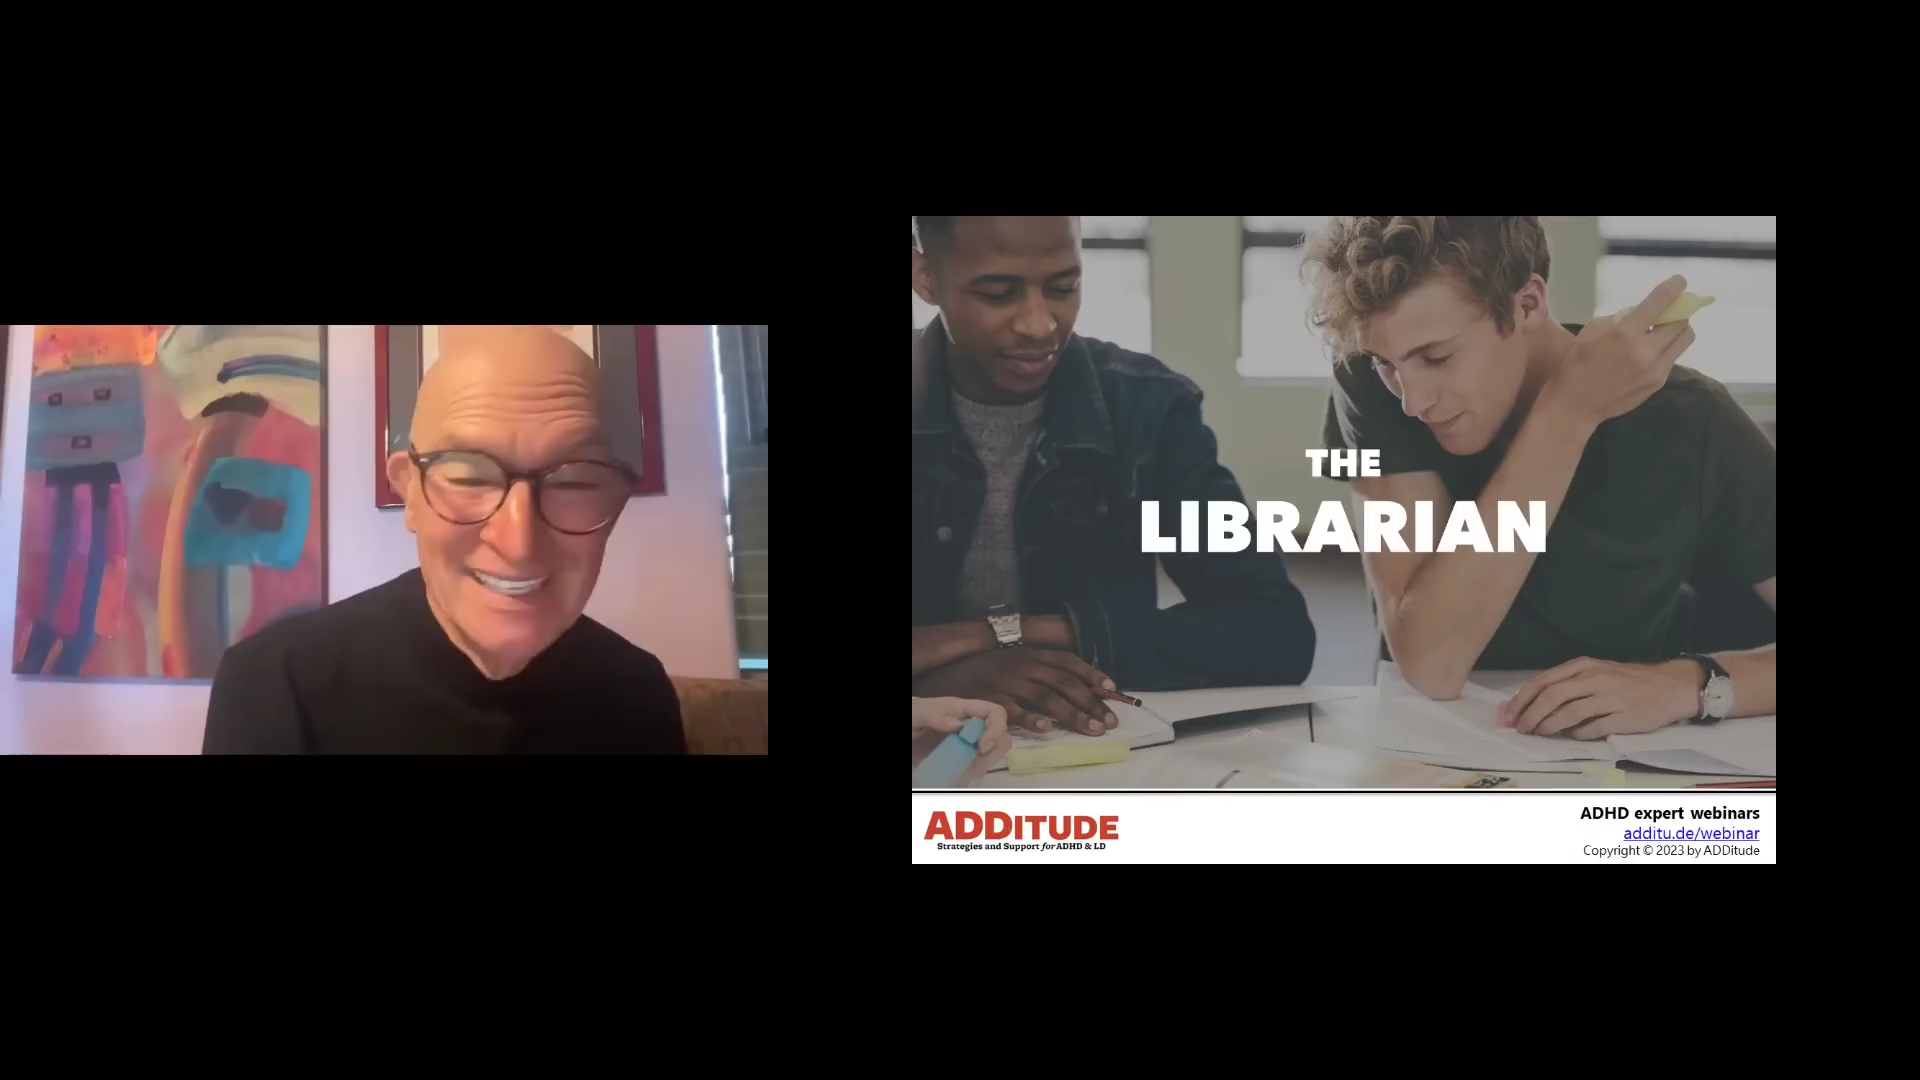 THE
LIBRARIAN
ADDITUDE
Strategies and Support for ADHD & LD
ADHD expert webinars
additu.de/webinar
Copyright © 2023 by ADDitude